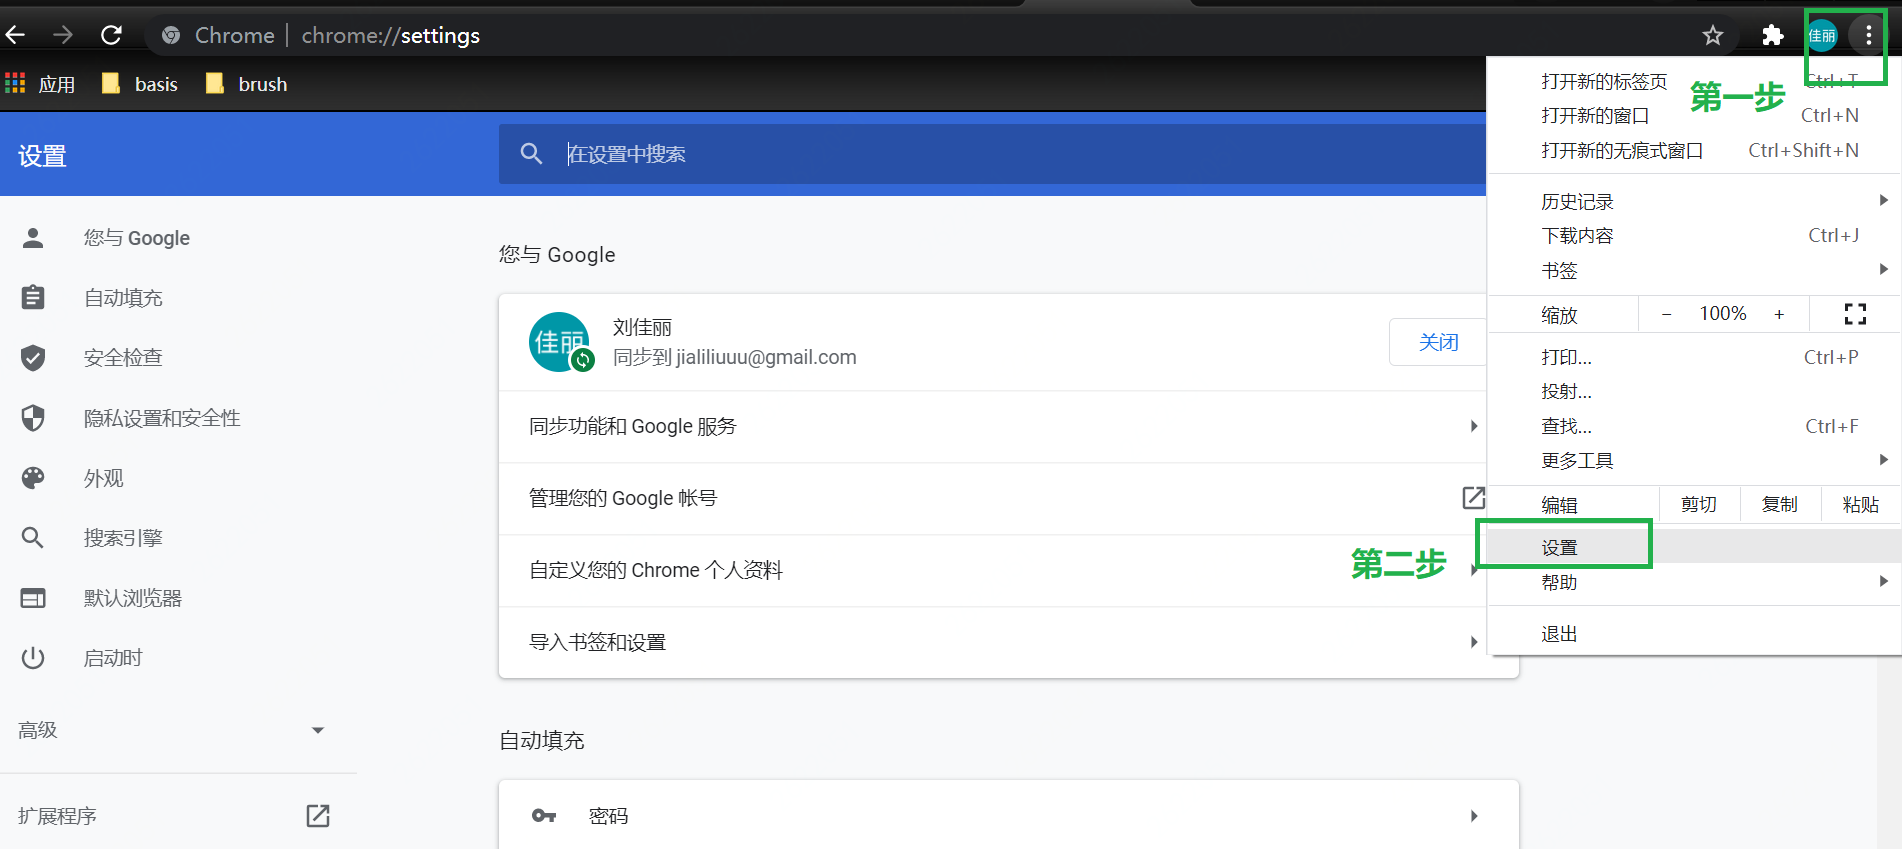 Chrome | chrome://settings
佳丽
应用 basis brush
设置
在设置中搜索
您与 Google
自动填充
安全检查
隐私设置和安全性
外观
搜索引擎
默认浏览器
启动时
高级
扩展程序
您与 Google
佳丽
刘佳丽
同步到 jialiliuuu@gmail.com
关闭
同步功能和 Google 服务
管理您的 Google 帐号
自定义您的 Chrome 个人资料
导入书签和设置
自动填充
密码
第一步
打开新的标签页 Ctrl+T
打开新的窗口 Ctrl+N
打开新的无痕式窗口 Ctrl+Shift+N
历史记录
下载内容 Ctrl+J
书签
缩放 − 100% +
打印... Ctrl+P
投射...
查找... Ctrl+F
更多工具
编辑 剪切 复制 粘贴
第二步
设置
帮助
退出